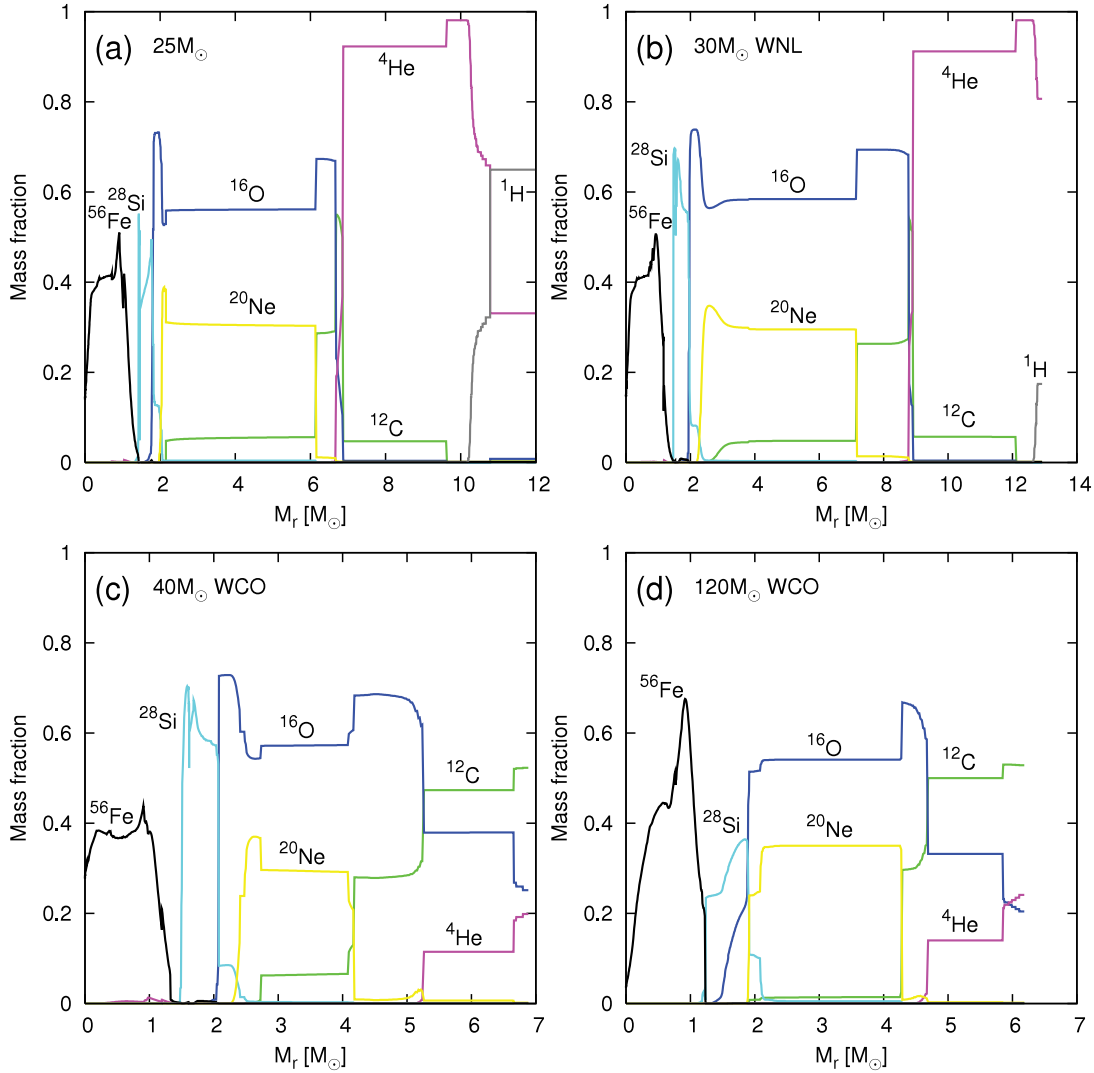 (a) 25M☉
Mass fraction
1
0.8
0.6
0.4
0.2
0
⁵⁶Fe
²⁸Si
¹⁶O
²⁰Ne
¹²C
⁴He
¹H
0 2 4 6 8 10 12
M_r [M☉]
(b) 30M☉ WNL
Mass fraction
1
0.8
0.6
0.4
0.2
0
⁵⁶Fe
²⁸Si
¹⁶O
²⁰Ne
¹²C
⁴He
¹H
0 2 4 6 8 10 12 14
M_r [M☉]
(c) 40M☉ WCO
Mass fraction
1
0.8
0.6
0.4
0.2
0
⁵⁶Fe
²⁸Si
¹⁶O
²⁰Ne
¹²C
⁴He
0 1 2 3 4 5 6 7
M_r [M☉]
(d) 120M☉ WCO
Mass fraction
1
0.8
0.6
0.4
0.2
0
⁵⁶Fe
²⁸Si
¹⁶O
²⁰Ne
¹²C
⁴He
0 1 2 3 4 5 6 7
M_r [M☉]